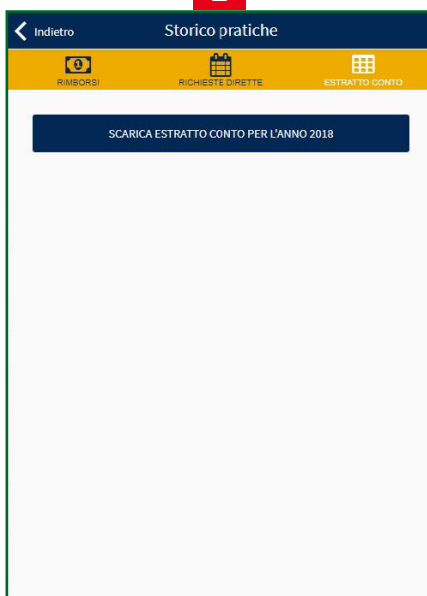 Indietro
Storico pratiche
RIMBORSI
RICHIESTE DIRETTE
ESTRATTO CONTO
SCARICA ESTRATTO CONTO PER L'ANNO 2018